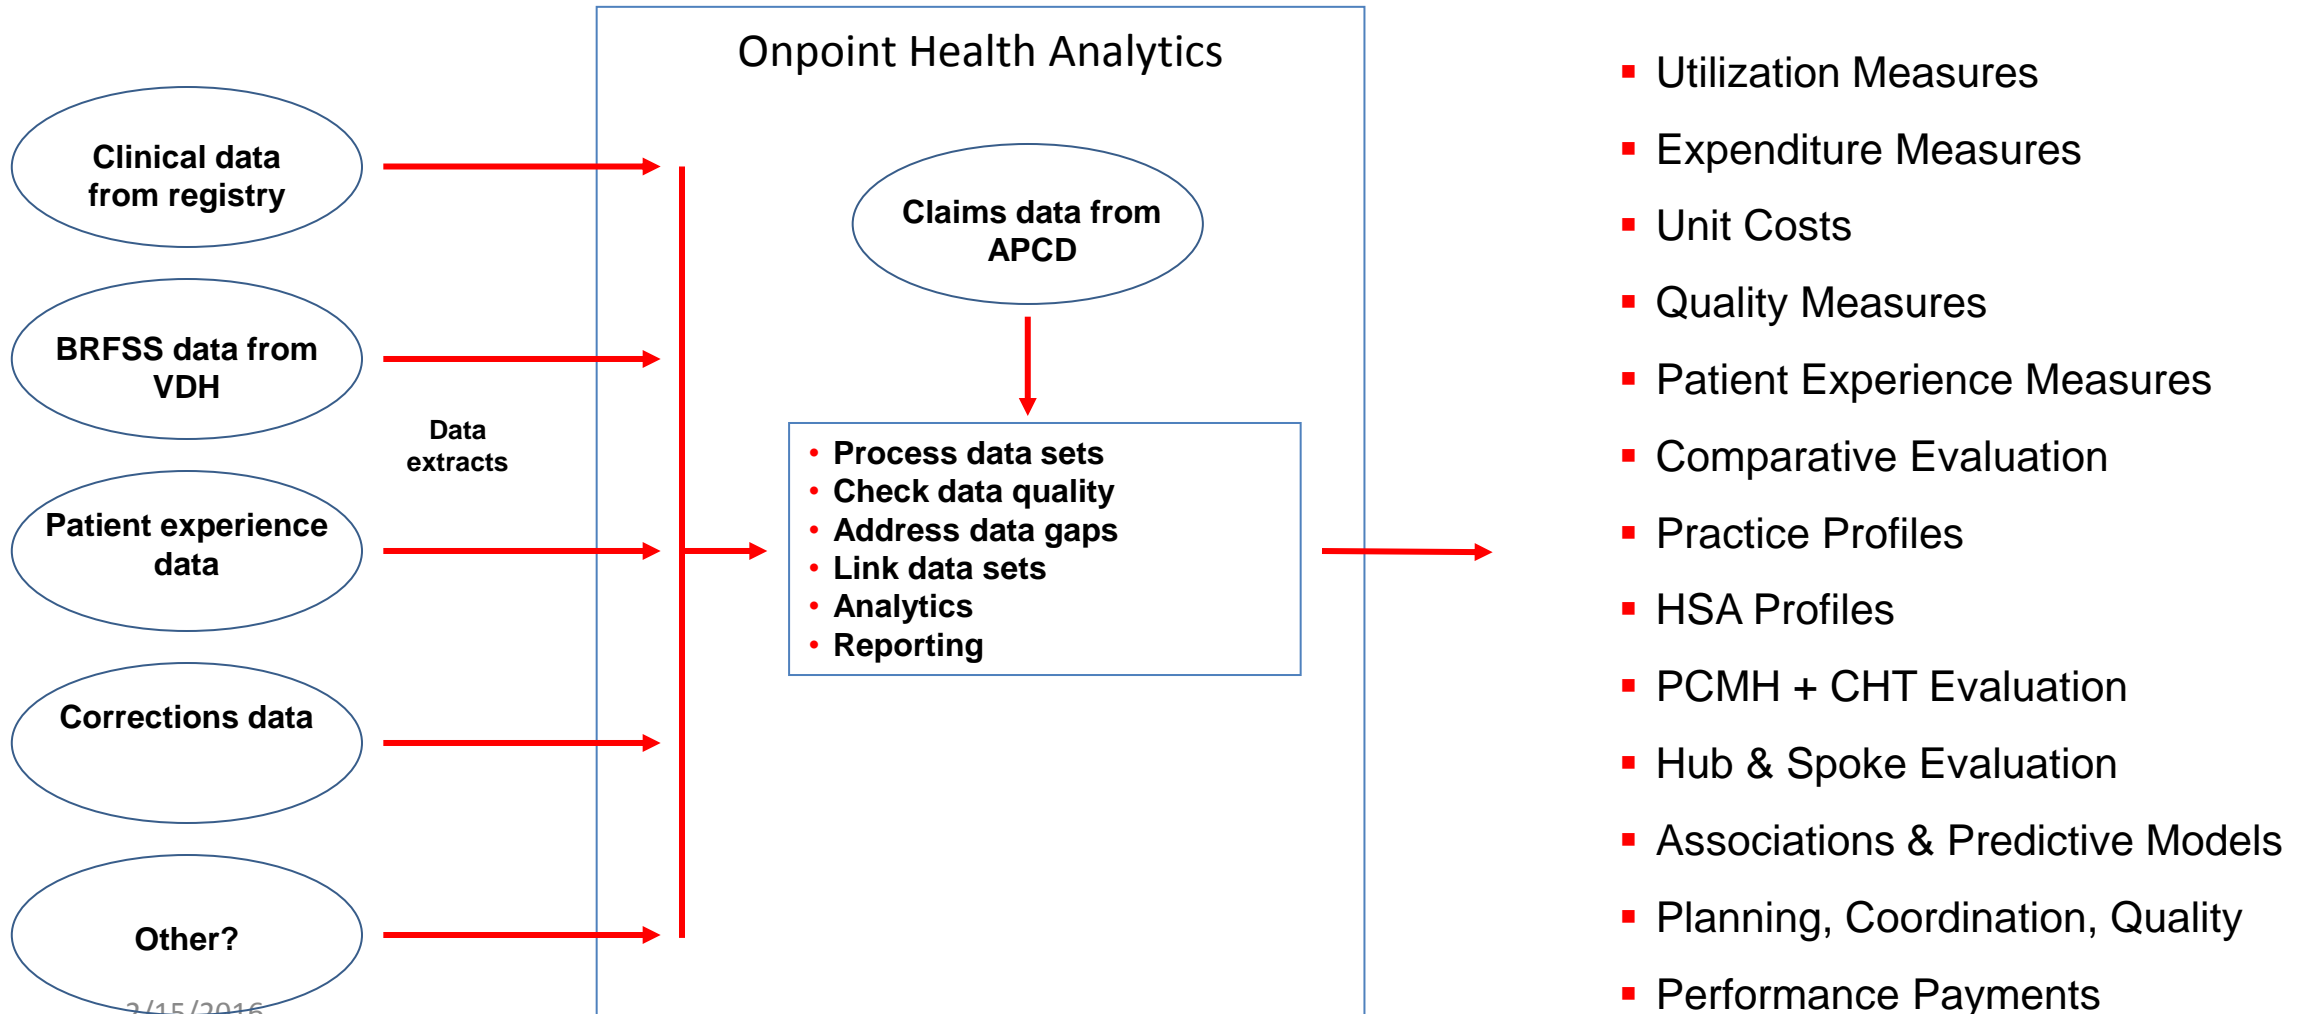 Onpoint Health Analytics
Clinical data
from registry
BRFSS data from
VDH
Patient experience
data
Corrections data
Other?
2/15/2016
Data
extracts
Claims data from
APCD
• Process data sets
• Check data quality
• Address data gaps
• Link data sets
• Analytics
• Reporting
▪ Utilization Measures
▪ Expenditure Measures
▪ Unit Costs
▪ Quality Measures
▪ Patient Experience Measures
▪ Comparative Evaluation
▪ Practice Profiles
▪ HSA Profiles
▪ PCMH + CHT Evaluation
▪ Hub & Spoke Evaluation
▪ Associations & Predictive Models
▪ Planning, Coordination, Quality
▪ Performance Payments